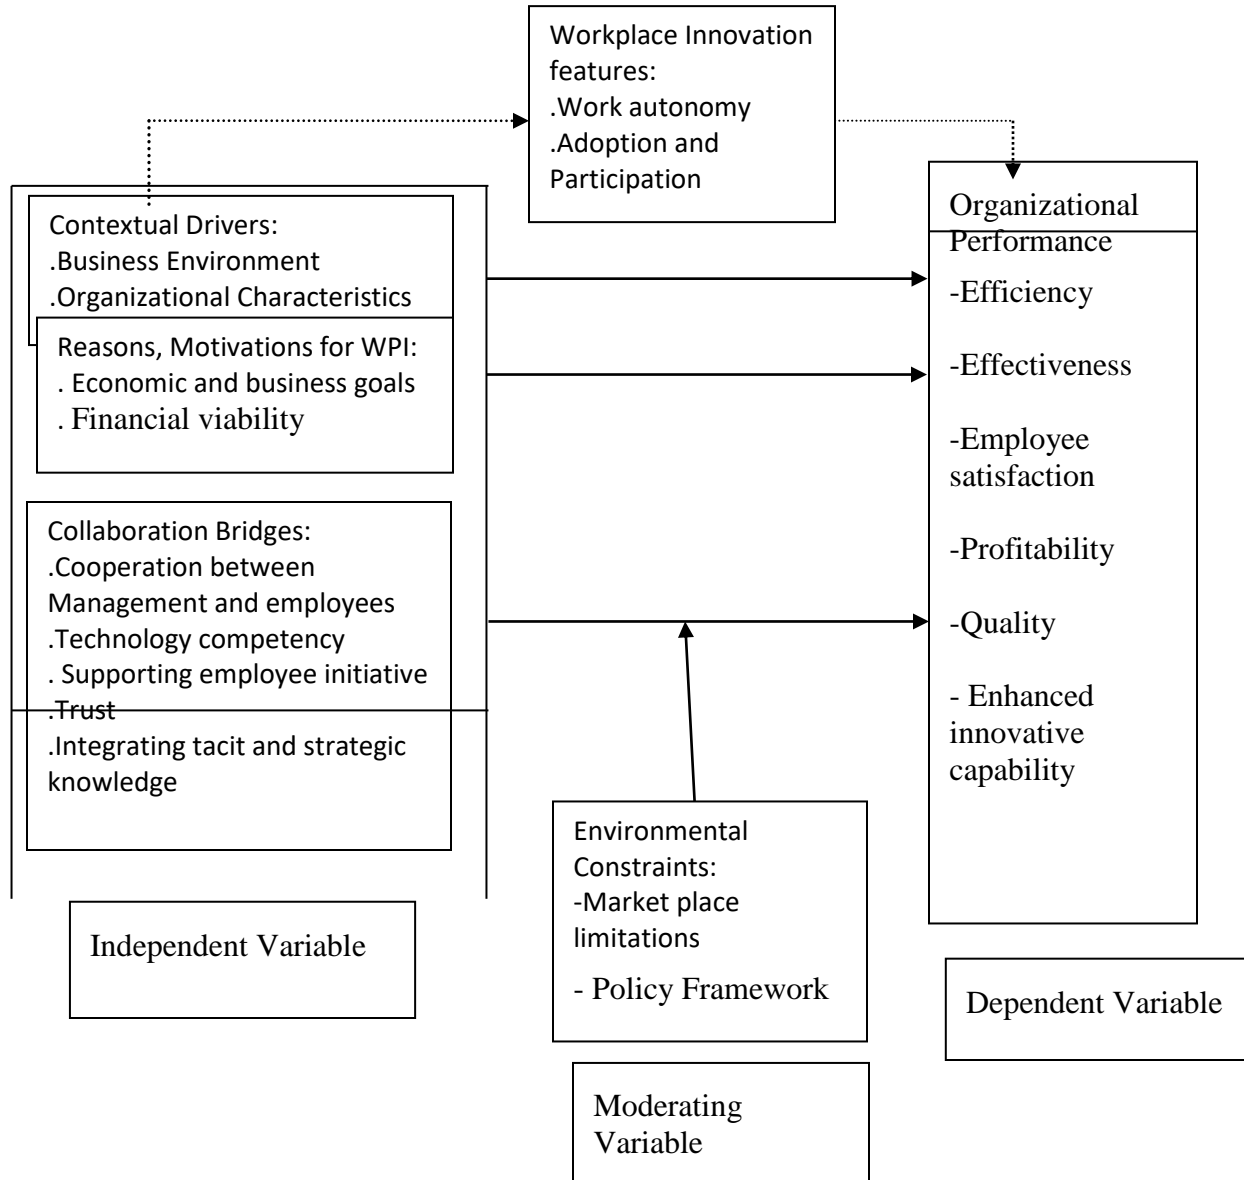 Workplace Innovation
features:
.Work autonomy
.Adoption and
Participation
Contextual Drivers:
.Business Environment
.Organizational Characteristics
Reasons, Motivations for WPI:
. Economic and business goals
. Financial viability
Collaboration Bridges:
.Cooperation between
Management and employees
.Technology competency
. Supporting employee initiative
.Trust
.Integrating tacit and strategic
knowledge
Independent Variable
Environmental
Constraints:
-Market place
limitations
- Policy Framework
Moderating
Variable
Organizational
Performance
-Efficiency
-Effectiveness
-Employee
satisfaction
-Profitability
-Quality
- Enhanced
innovative
capability
Dependent Variable